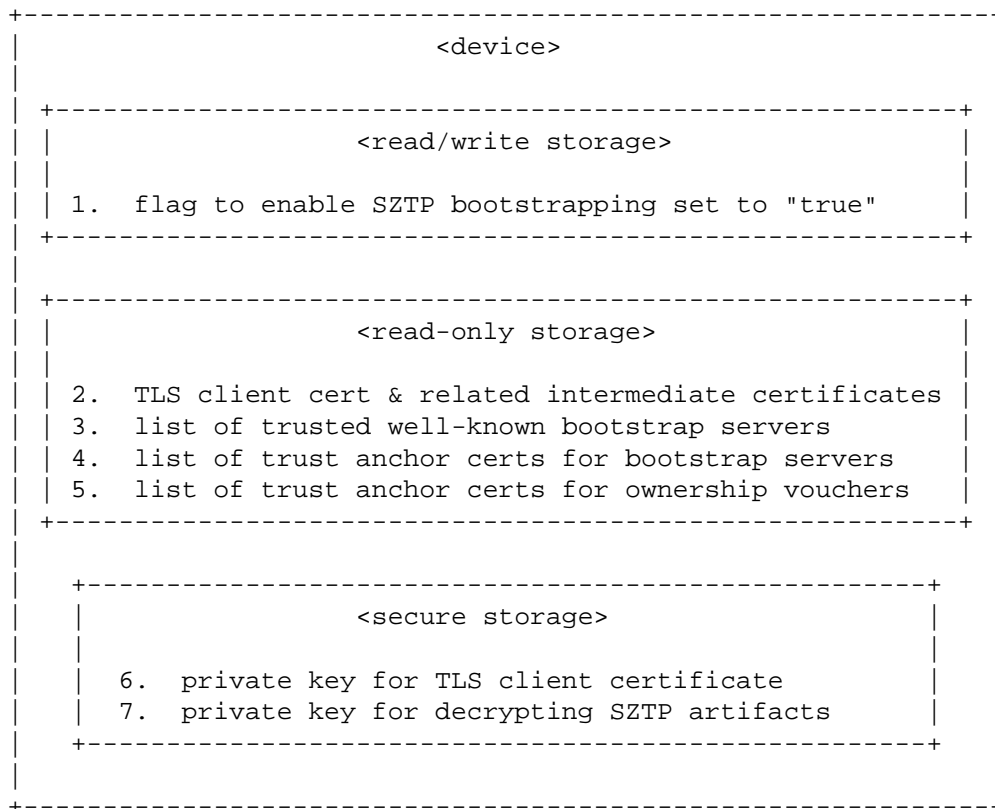 <device>
<read/write storage>
1. flag to enable SZTP bootstrapping set to "true"
<read-only storage>
2. TLS client cert & related intermediate certificates
3. list of trusted well-known bootstrap servers
4. list of trust anchor certs for bootstrap servers
5. list of trust anchor certs for ownership vouchers
<secure storage>
6. private key for TLS client certificate
7. private key for decrypting SZTP artifacts